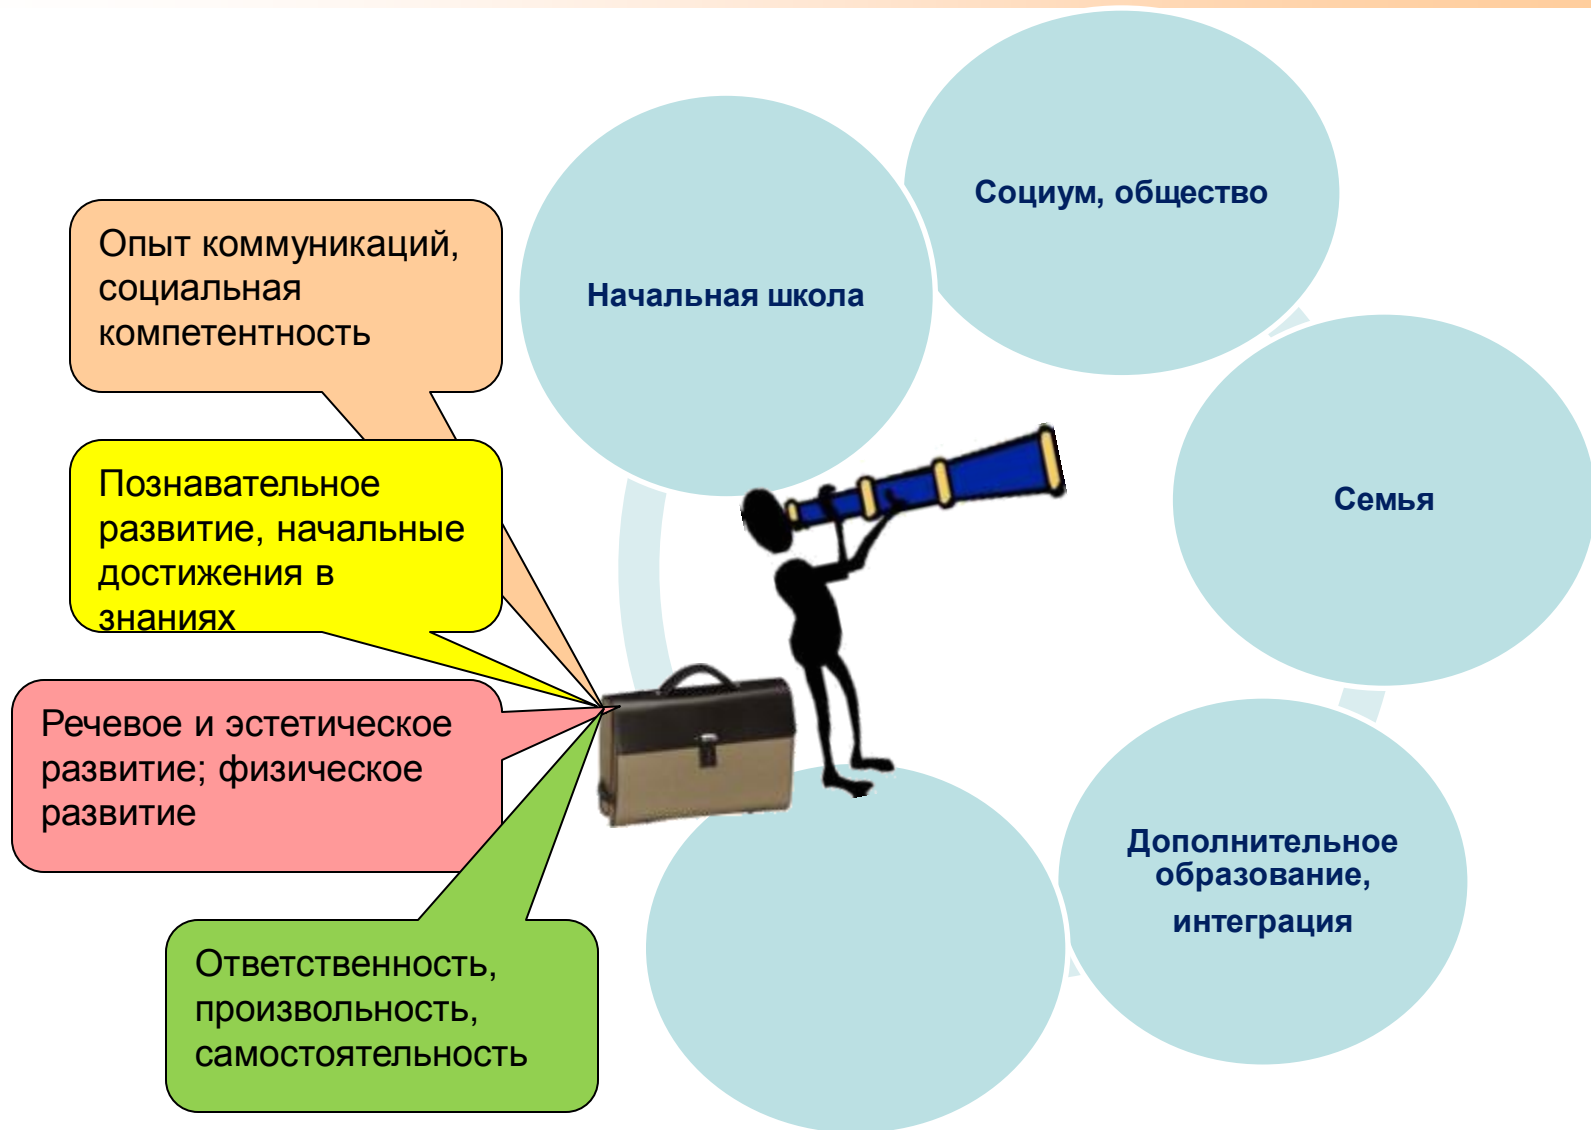 Социум, общество
Начальная школа
Опыт коммуникаций,
социальная
компетентность
Познавательное
развитие, начальные
достижения в
знаниях
Семья
Речевое и эстетическое
развитие; физическое
развитие
Дополнительное
образование,
интеграция
Ответственность,
произвольность,
самостоятельность